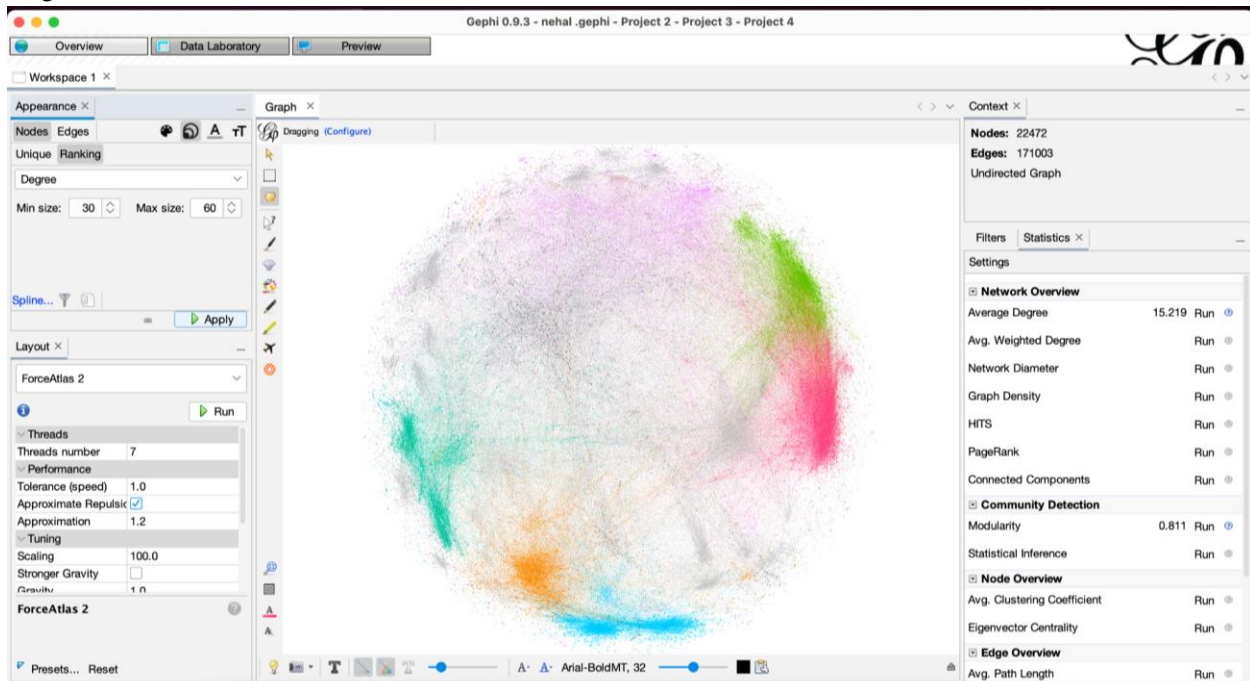 Gephi 0.9.3 - nehal .gephi - Project 2 - Project 3 - Project 4
Overview Data Laboratory Preview
Workspace 1
Appearance
Nodes Edges
Unique Ranking
Degree
Min size: 30 Max size: 60
Spline...
Apply
Layout
ForceAtlas 2
Run
Threads
Threads number 7
Performance
Tolerance (speed) 1.0
Approximate Repulsic
Approximation 1.2
Tuning
Scaling 100.0
Stronger Gravity
Gravity 1.0
ForceAtlas 2
Presets... Reset
Graph
Dragging (Configure)
Arial-BoldMT, 32
Context
Nodes: 22472
Edges: 171003
Undirected Graph
Filters Statistics
Settings
Network Overview
Average Degree 15.219 Run
Avg. Weighted Degree Run
Network Diameter Run
Graph Density Run
HITS Run
PageRank Run
Connected Components Run
Community Detection
Modularity 0.811 Run
Statistical Inference Run
Node Overview
Avg. Clustering Coefficient Run
Eigenvector Centrality Run
Edge Overview
Avg. Path Length Run